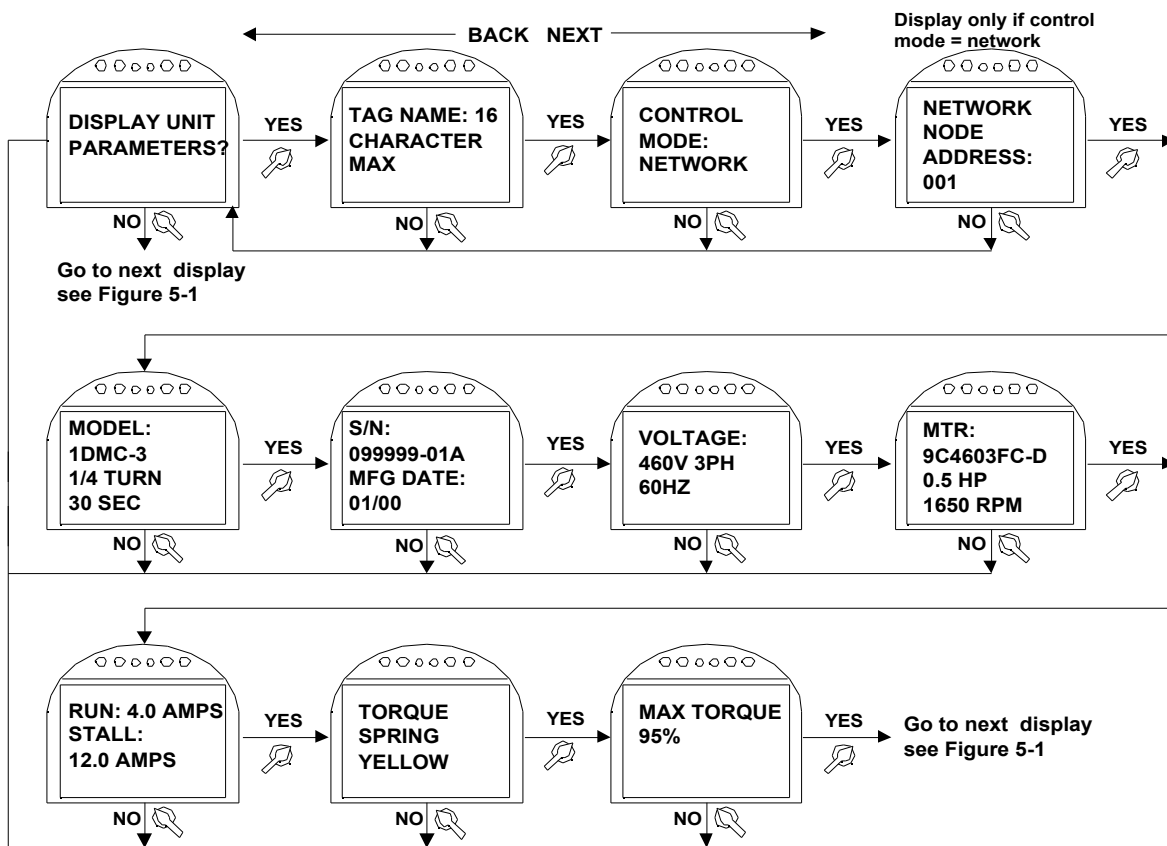 BACK NEXT
Display only if control
mode = network
DISPLAY UNIT
PARAMETERS?
YES
TAG NAME: 16
CHARACTER
MAX
YES
CONTROL
MODE:
NETWORK
YES
NETWORK
NODE
ADDRESS:
001
YES
NO
NO
NO
NO
Go to next display
see Figure 5-1
MODEL:
1DMC-3
1/4 TURN
30 SEC
YES
S/N:
099999-01A
MFG DATE:
01/00
YES
VOLTAGE:
460V 3PH
60HZ
YES
MTR:
9C4603FC-D
0.5 HP
1650 RPM
YES
NO
NO
NO
NO
RUN: 4.0 AMPS
STALL:
12.0 AMPS
YES
TORQUE
SPRING
YELLOW
YES
MAX TORQUE
95%
YES
Go to next display
see Figure 5-1
NO
NO
NO